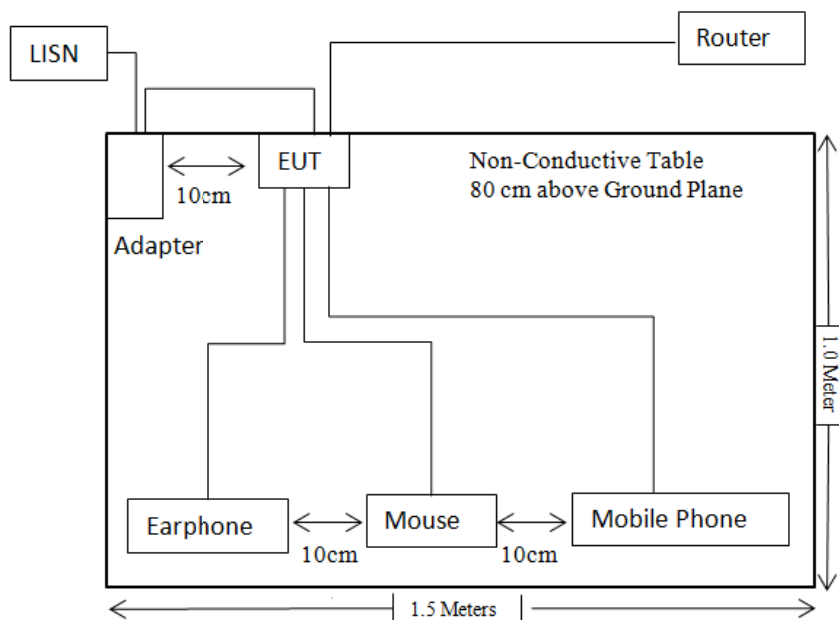 LISN
Router
EUT
Non-Conductive Table
80 cm above Ground Plane
10cm
Adapter
1.0 Meter
Earphone
Mouse
Mobile Phone
10cm
10cm
1.5 Meters